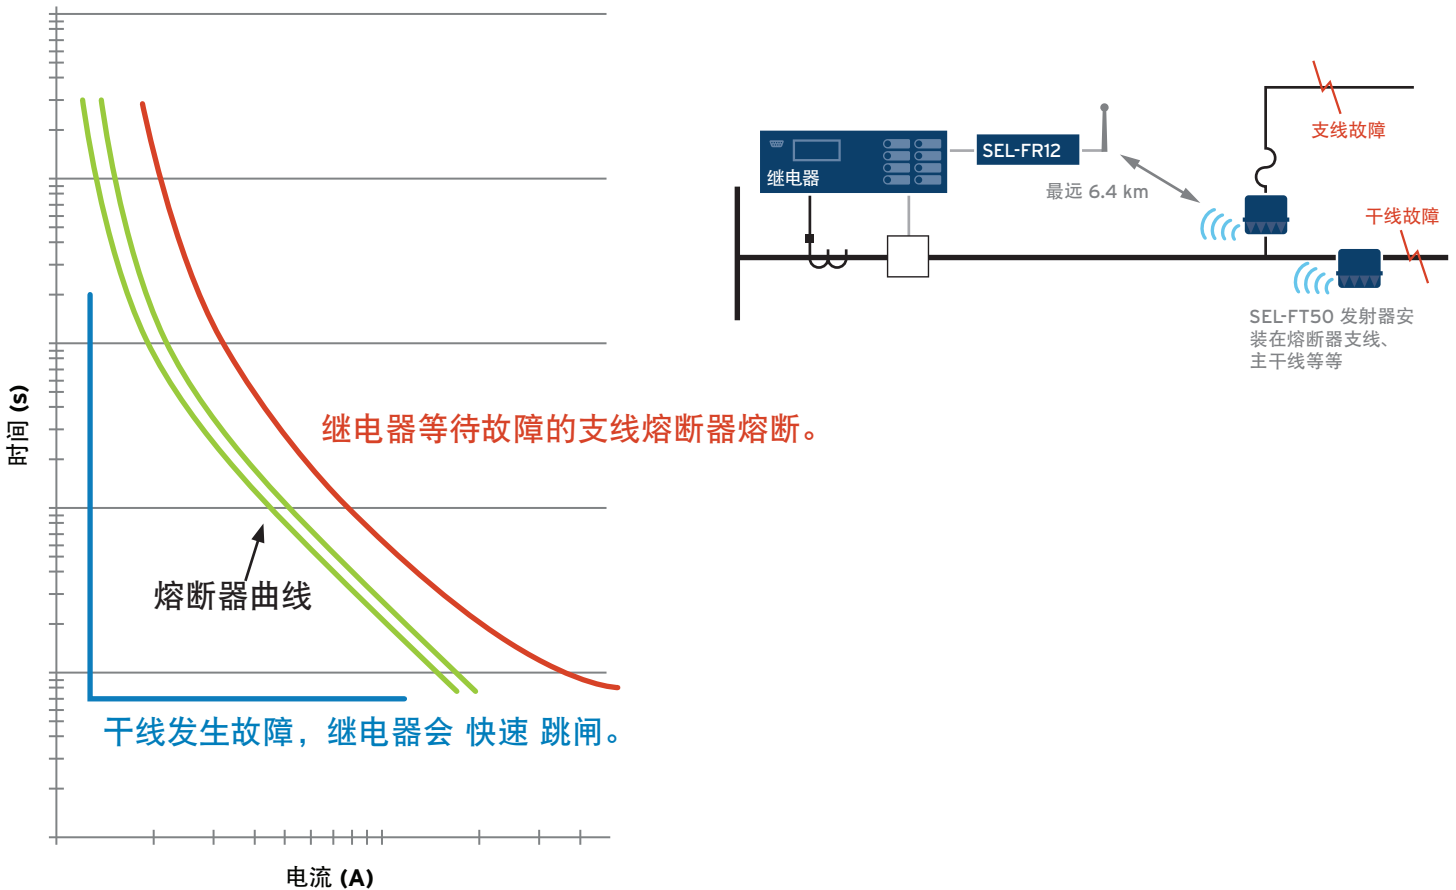 时间 (s)
继电器等待故障的支线熔断器熔断。
熔断器曲线
干线发生故障，继电器会 快速 跳闸。
电流 (A)
继电器
SEL-FR12
最远 6.4 km
支线故障
干线故障
SEL-FT50 发射器安
装在熔断器支线、
主干线等等